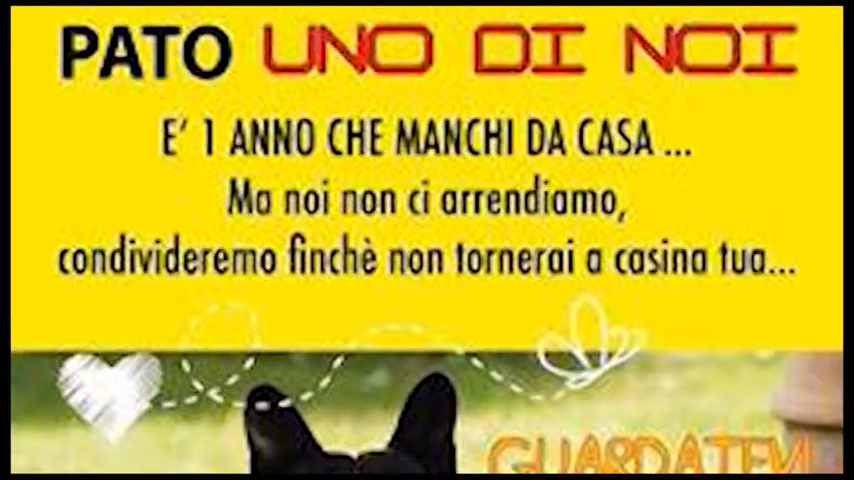 PATO UNO DI NOI
E' 1 ANNO CHE MANCHI DA CASA ...
Ma noi non ci arrendiamo,
condivideremo finchè non tornerai a casina tua...
GUARDATEMI